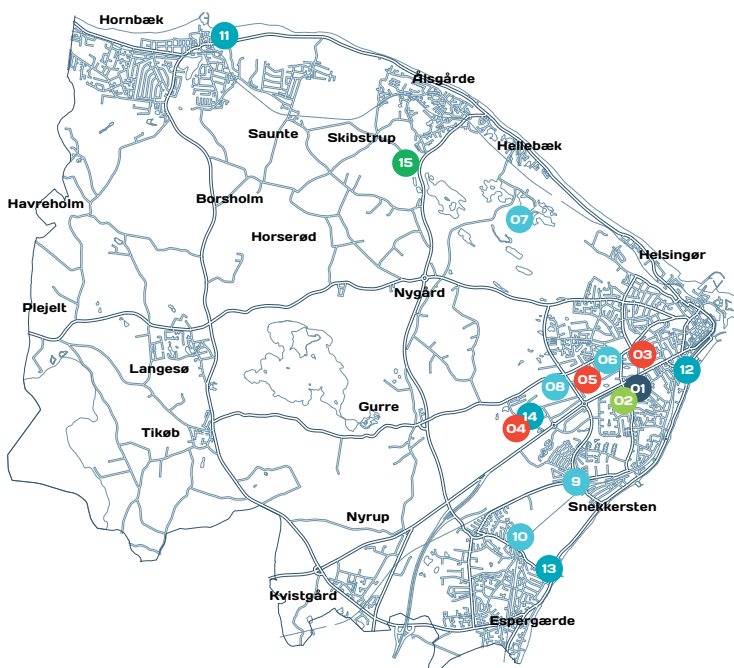 Hornbæk
11
Ålsgårde
Saunte
Skibstrup
Hellebæk
15
Borsholm
Havreholm
07
Horserød
Helsingør
Nygård
Plejelt
03
06
Langesø
12
05
08
01
02
Gurre
14
04
Tikøb
9
Snekkersten
Nyrup
10
13
Kvistgård
Espergærde